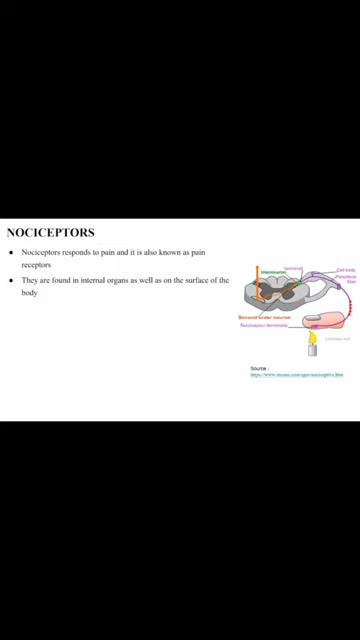 NOCICEPTORS
● Nociceptors responds to pain and it is also known as pain
receptors
● They are found in internal organs as well as on the surface of the
body
terminal
Interneuron
Cell body
Peripheral
fiber
Second order neuron
Nociceptor terminals
Source :